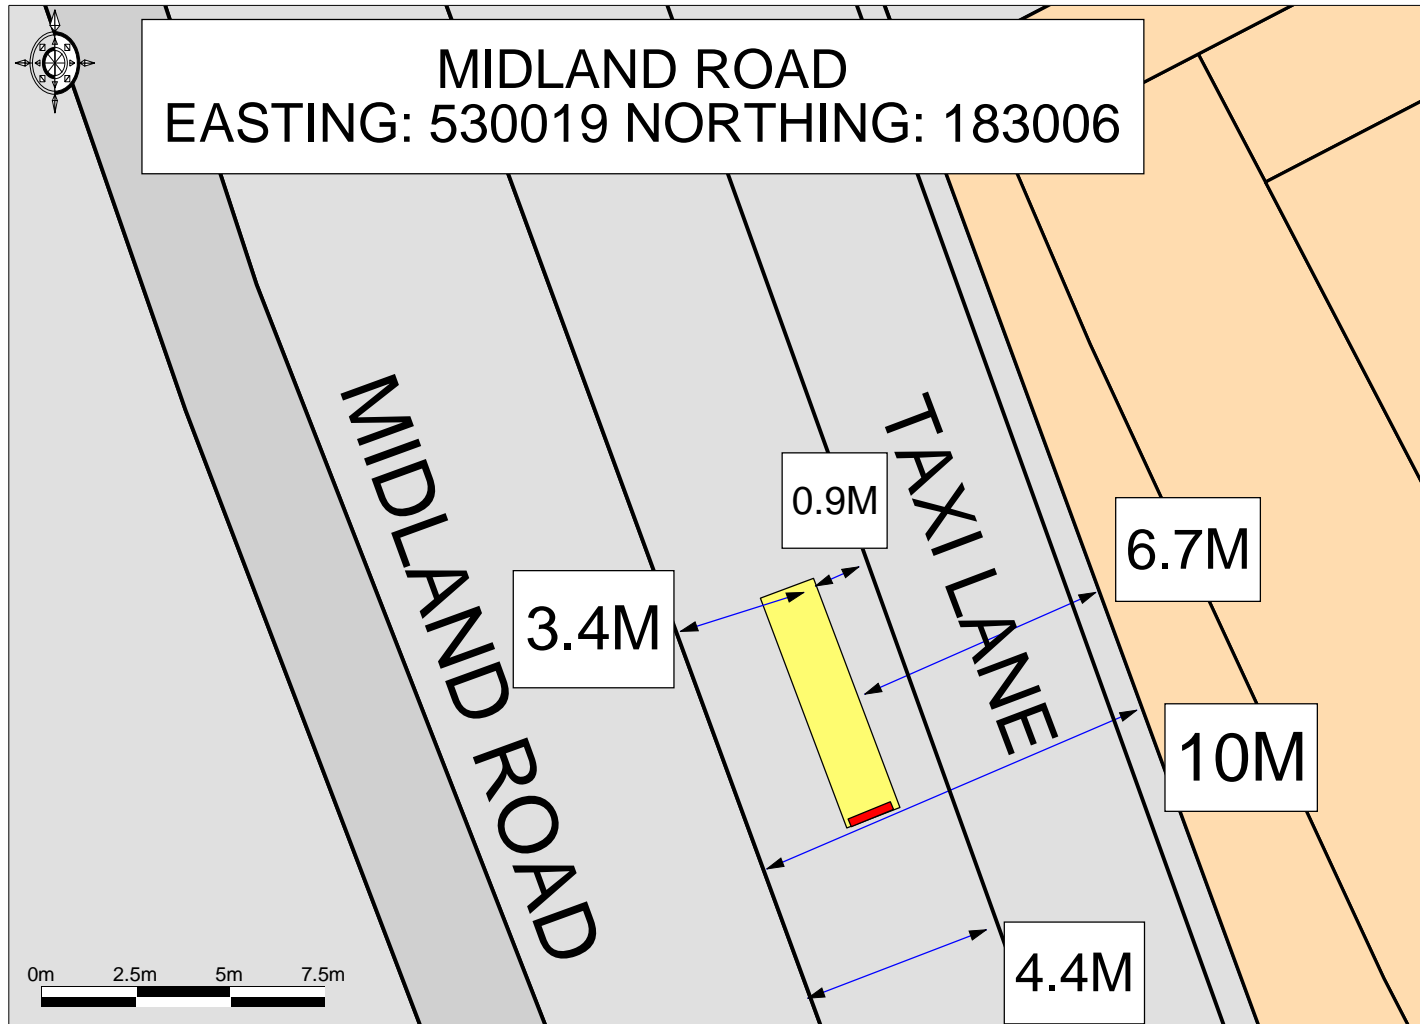 MIDLAND ROAD
EASTING: 530019 NORTHING: 183006
MIDLAND ROAD
TAXI LANE
0.9M
6.7M
3.4M
10M
4.4M
0m 2.5m 5m 7.5m